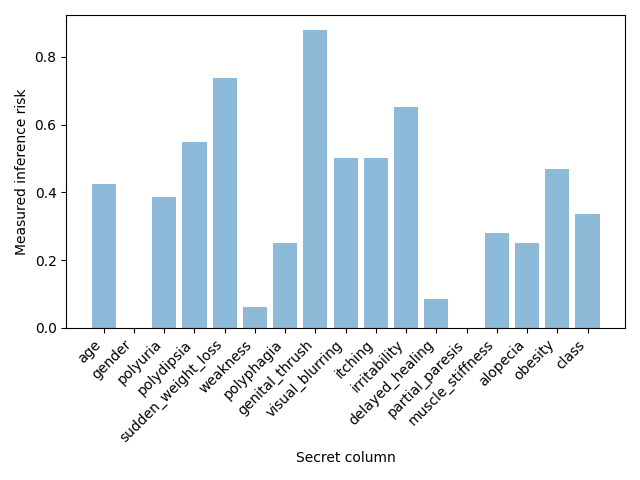 Measured inference risk
0.8
0.6
0.4
0.2
0.0
age
gender
polyuria
polydipsia
sudden_weight_loss
weakness
polyphagia
genital_thrush
visual_blurring
itching
irritability
delayed_healing
partial_paresis
muscle_stiffness
alopecia
obesity
class
Secret column